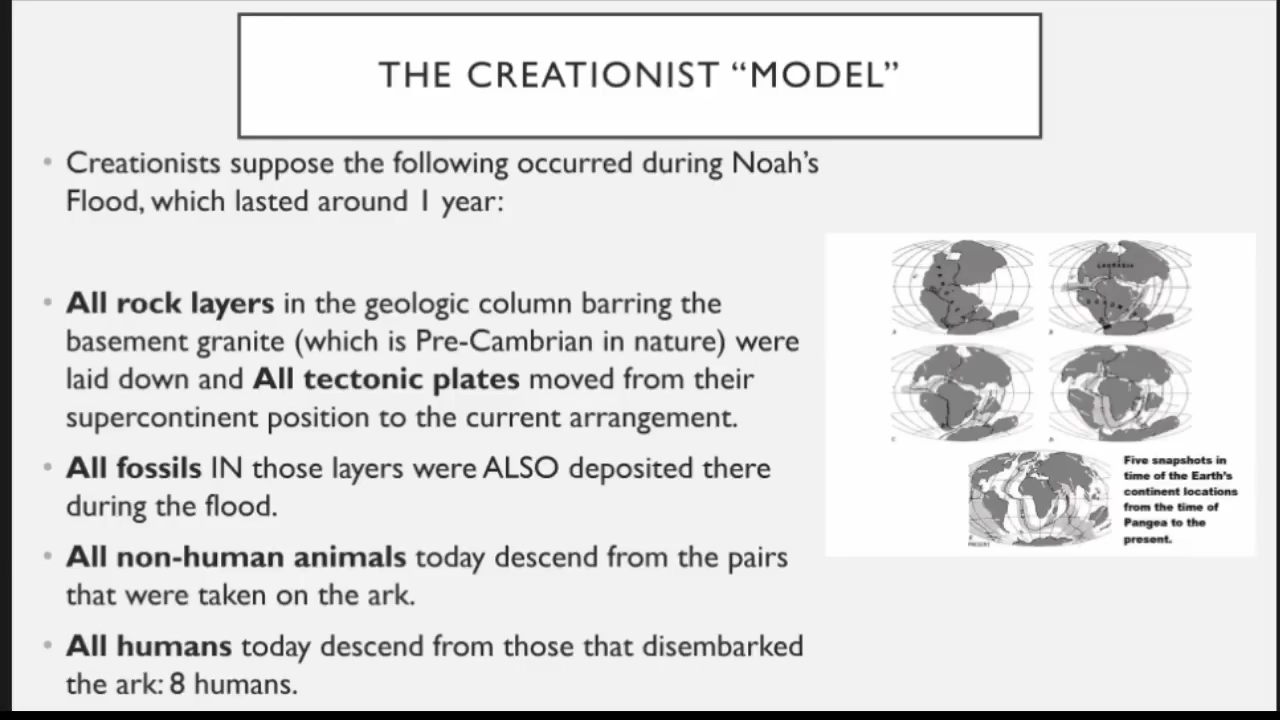 THE CREATIONIST “MODEL”
• Creationists suppose the following occurred during Noah’s
Flood, which lasted around 1 year:
• All rock layers in the geologic column barring the
basement granite (which is Pre-Cambrian in nature) were
laid down and All tectonic plates moved from their
supercontinent position to the current arrangement.
• All fossils IN those layers were ALSO deposited there
during the flood.
• All non-human animals today descend from the pairs
that were taken on the ark.
• All humans today descend from those that disembarked
the ark: 8 humans.
LAURASIA
Five snapshots in
time of the Earth’s
continent locations
from the time of
Pangea to the
present.
PRESENT